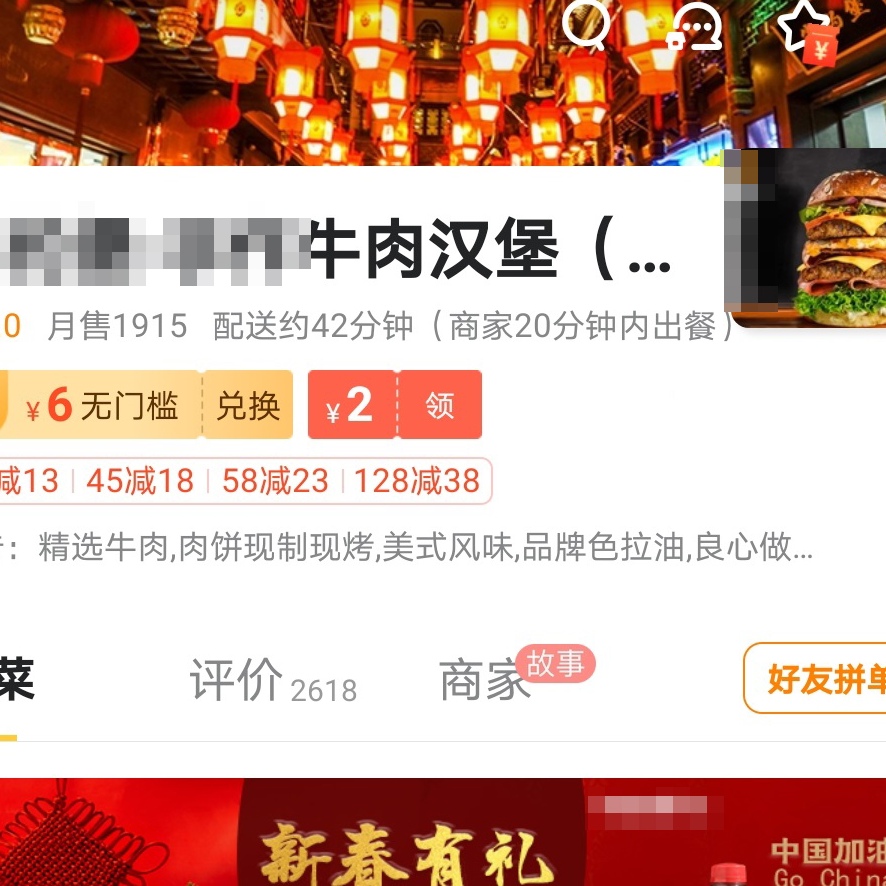 ¥
牛肉汉堡（...
0 月售1915 配送约42分钟（商家20分钟内出餐）
¥6无门槛 兑换 ¥2 领
减13 45减18 58减23 128减38
：精选牛肉,肉饼现制现烤,美式风味,品牌色拉油,良心做...
菜 评价 2618 商家 故事 好友拼单
新春有礼
中国加油
Go China